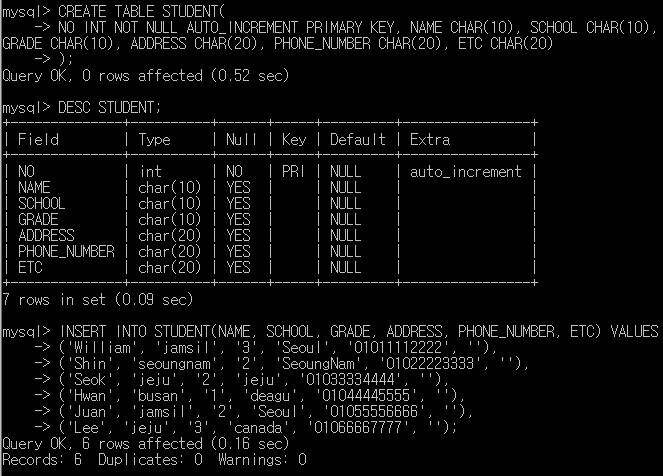 mysql> CREATE TABLE STUDENT(
    -> NO INT NOT NULL AUTO_INCREMENT PRIMARY KEY, NAME CHAR(10), SCHOOL CHAR(10),
GRADE CHAR(10), ADDRESS CHAR(20), PHONE_NUMBER CHAR(20), ETC CHAR(20)
    -> );
Query OK, 0 rows affected (0.52 sec)

mysql> DESC STUDENT;
+--------------+----------+------+-----+---------+----------------+
| Field        | Type     | Null | Key | Default | Extra          |
+--------------+----------+------+-----+---------+----------------+
| NO           | int      | NO   | PRI | NULL    | auto_increment |
| NAME         | char(10) | YES  |     | NULL    |                |
| SCHOOL       | char(10) | YES  |     | NULL    |                |
| GRADE        | char(10) | YES  |     | NULL    |                |
| ADDRESS      | char(20) | YES  |     | NULL    |                |
| PHONE_NUMBER | char(20) | YES  |     | NULL    |                |
| ETC          | char(20) | YES  |     | NULL    |                |
+--------------+----------+------+-----+---------+----------------+
7 rows in set (0.09 sec)

mysql> INSERT INTO STUDENT(NAME, SCHOOL, GRADE, ADDRESS, PHONE_NUMBER, ETC) VALUES
    -> ('William', 'jamsil', '3', 'Seoul', '01011112222', ''),
    -> ('Shin', 'seoungnam', '2', 'SeoungNam', '01022223333', ''),
    -> ('Seok', 'jeju', '2', 'jeju', '01033334444', ''),
    -> ('Hwan', 'busan', '1', 'deagu', '01044445555', ''),
    -> ('Juan', 'jamsil', '2', 'Seoul', '01055556666', ''),
    -> ('Lee', 'jeju', '3', 'canada', '01066667777', '');
Query OK, 6 rows affected (0.16 sec)
Records: 6  Duplicates: 0  Warnings: 0